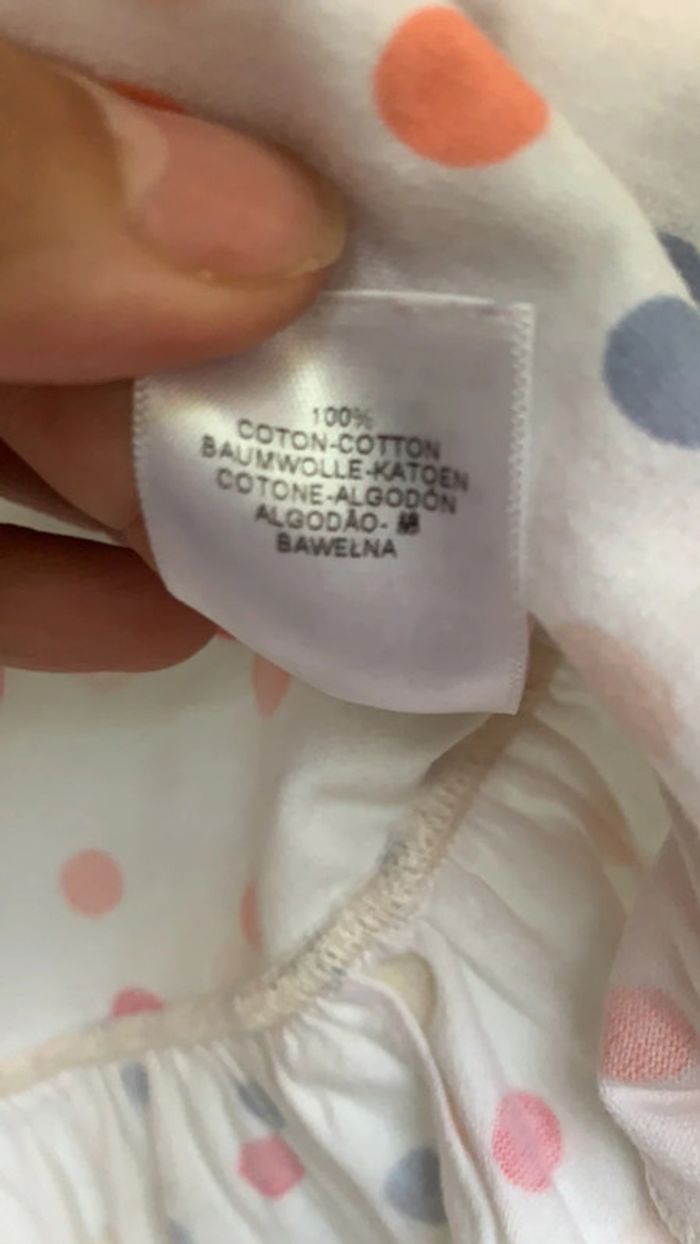 100%
COTON-COTTON
BAUMWOLLE-KATOEN
COTONE-ALGODÓN
ALGODÃO-
BAWEŁNA